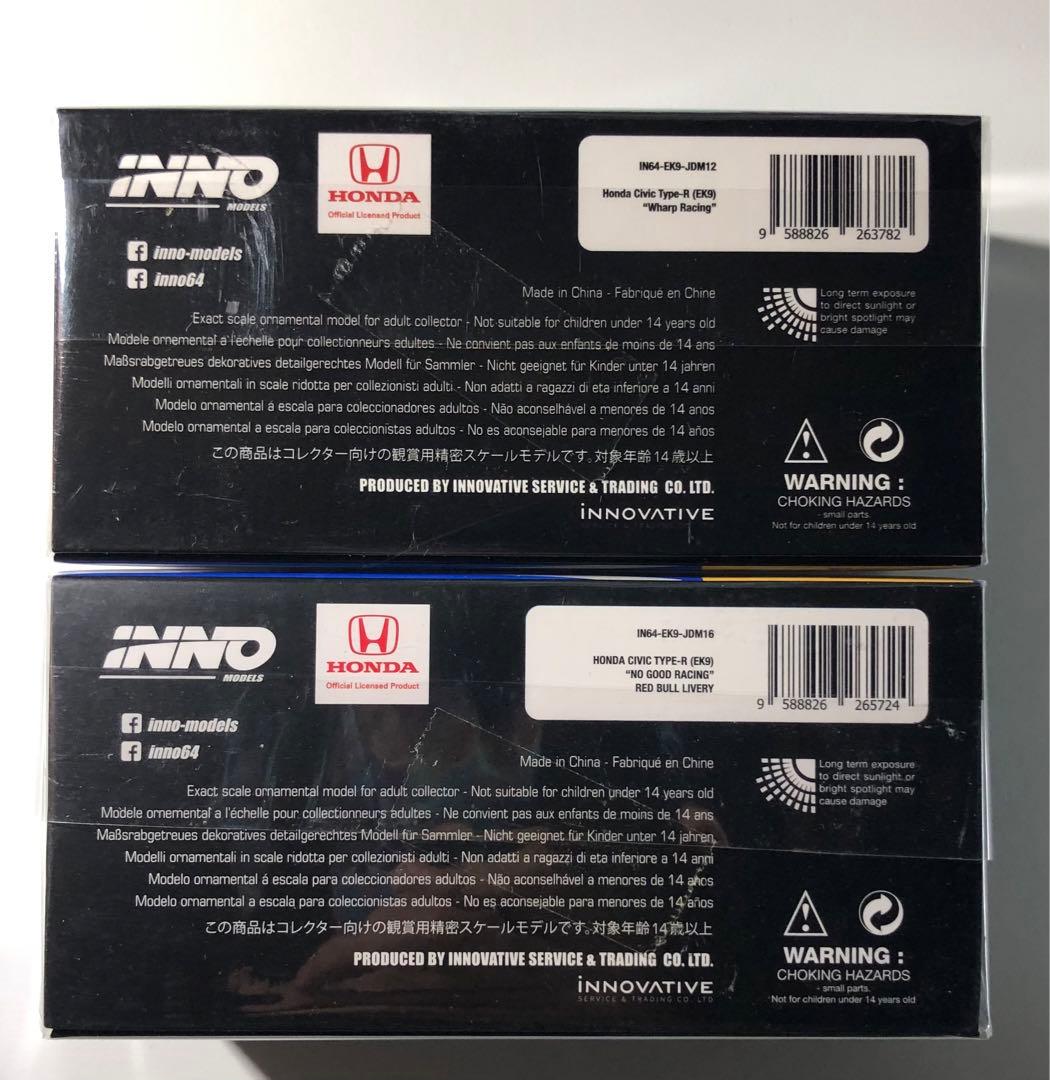 INNO
MODELS
HONDA
Official Licensed Product
IN64-EK9-JDM12
Honda Civic Type-R (EK9)
"Wharp Racing"
9 588826 263782
inno-models
inno64
Made in China - Fabriqué en Chine
Long term exposure
to direct sunlight or
bright spotlight may
cause damage
Exact scale ornamental model for adult collector - Not suitable for children under 14 years old
Modèle ornemental a l'échelle pour collectionneurs adultes - Ne convient pas aux enfants de moins de 14 ans
Maßsrabgetreues dekoratives detailgerechtes Modell für Sammler - Nicht geeignet für Kinder unter 14 jahren
Modelli ornamentali in scale ridotta per collezionisti adulti - Non adatti a ragazzi di eta inferiore a 14 anni
Modelo ornamental á escala para coleccionadores adultos - Não aconselhável a menores de 14 anos
Modelo ornamental a escala para coleccionistas adultos - No es aconsejable para menores de 14 años
この商品はコレクター向けの観賞用精密スケールモデルです。対象年齢14歳以上
PRODUCED BY INNOVATIVE SERVICE & TRADING CO. LTD.
INNOVATIVE
SERVICE & TRADING CO. LTD
WARNING :
CHOKING HAZARDS
- small parts.
Not for children under 14 years old
INNO
MODELS
HONDA
Official Licensed Product
IN64-EK9-JDM16
HONDA CIVIC TYPE-R (EK9)
"NO GOOD RACING"
RED BULL LIVERY
9 588826 265724
inno-models
inno64
Made in China - Fabriqué en Chine
Long term exposure
to direct sunlight or
bright spotlight may
cause damage
Exact scale ornamental model for adult collector - Not suitable for children under 14 years old
Modèle ornemental a l'échelle pour collectionneurs adultes - Ne convient pas aux enfants de moins de 14 ans
Maßsrabgetreues dekoratives detailgerechtes Modell für Sammler - Nicht geeignet für Kinder unter 14 jahren
Modelli ornamentali in scale ridotta per collezionisti adulti - Non adatti a ragazzi di eta inferiore a 14 anni
Modelo ornamental á escala para coleccionadores adultos - Não aconselhável a menores de 14 anos
Modelo ornamental a escala para coleccionistas adultos - No es aconsejable para menores de 14 años
この商品はコレクター向けの観賞用精密スケールモデルです。対象年齢14歳以上
PRODUCED BY INNOVATIVE SERVICE & TRADING CO. LTD.
INNOVATIVE
SERVICE & TRADING CO. LTD
WARNING :
CHOKING HAZARDS
- small parts.
Not for children under 14 years old